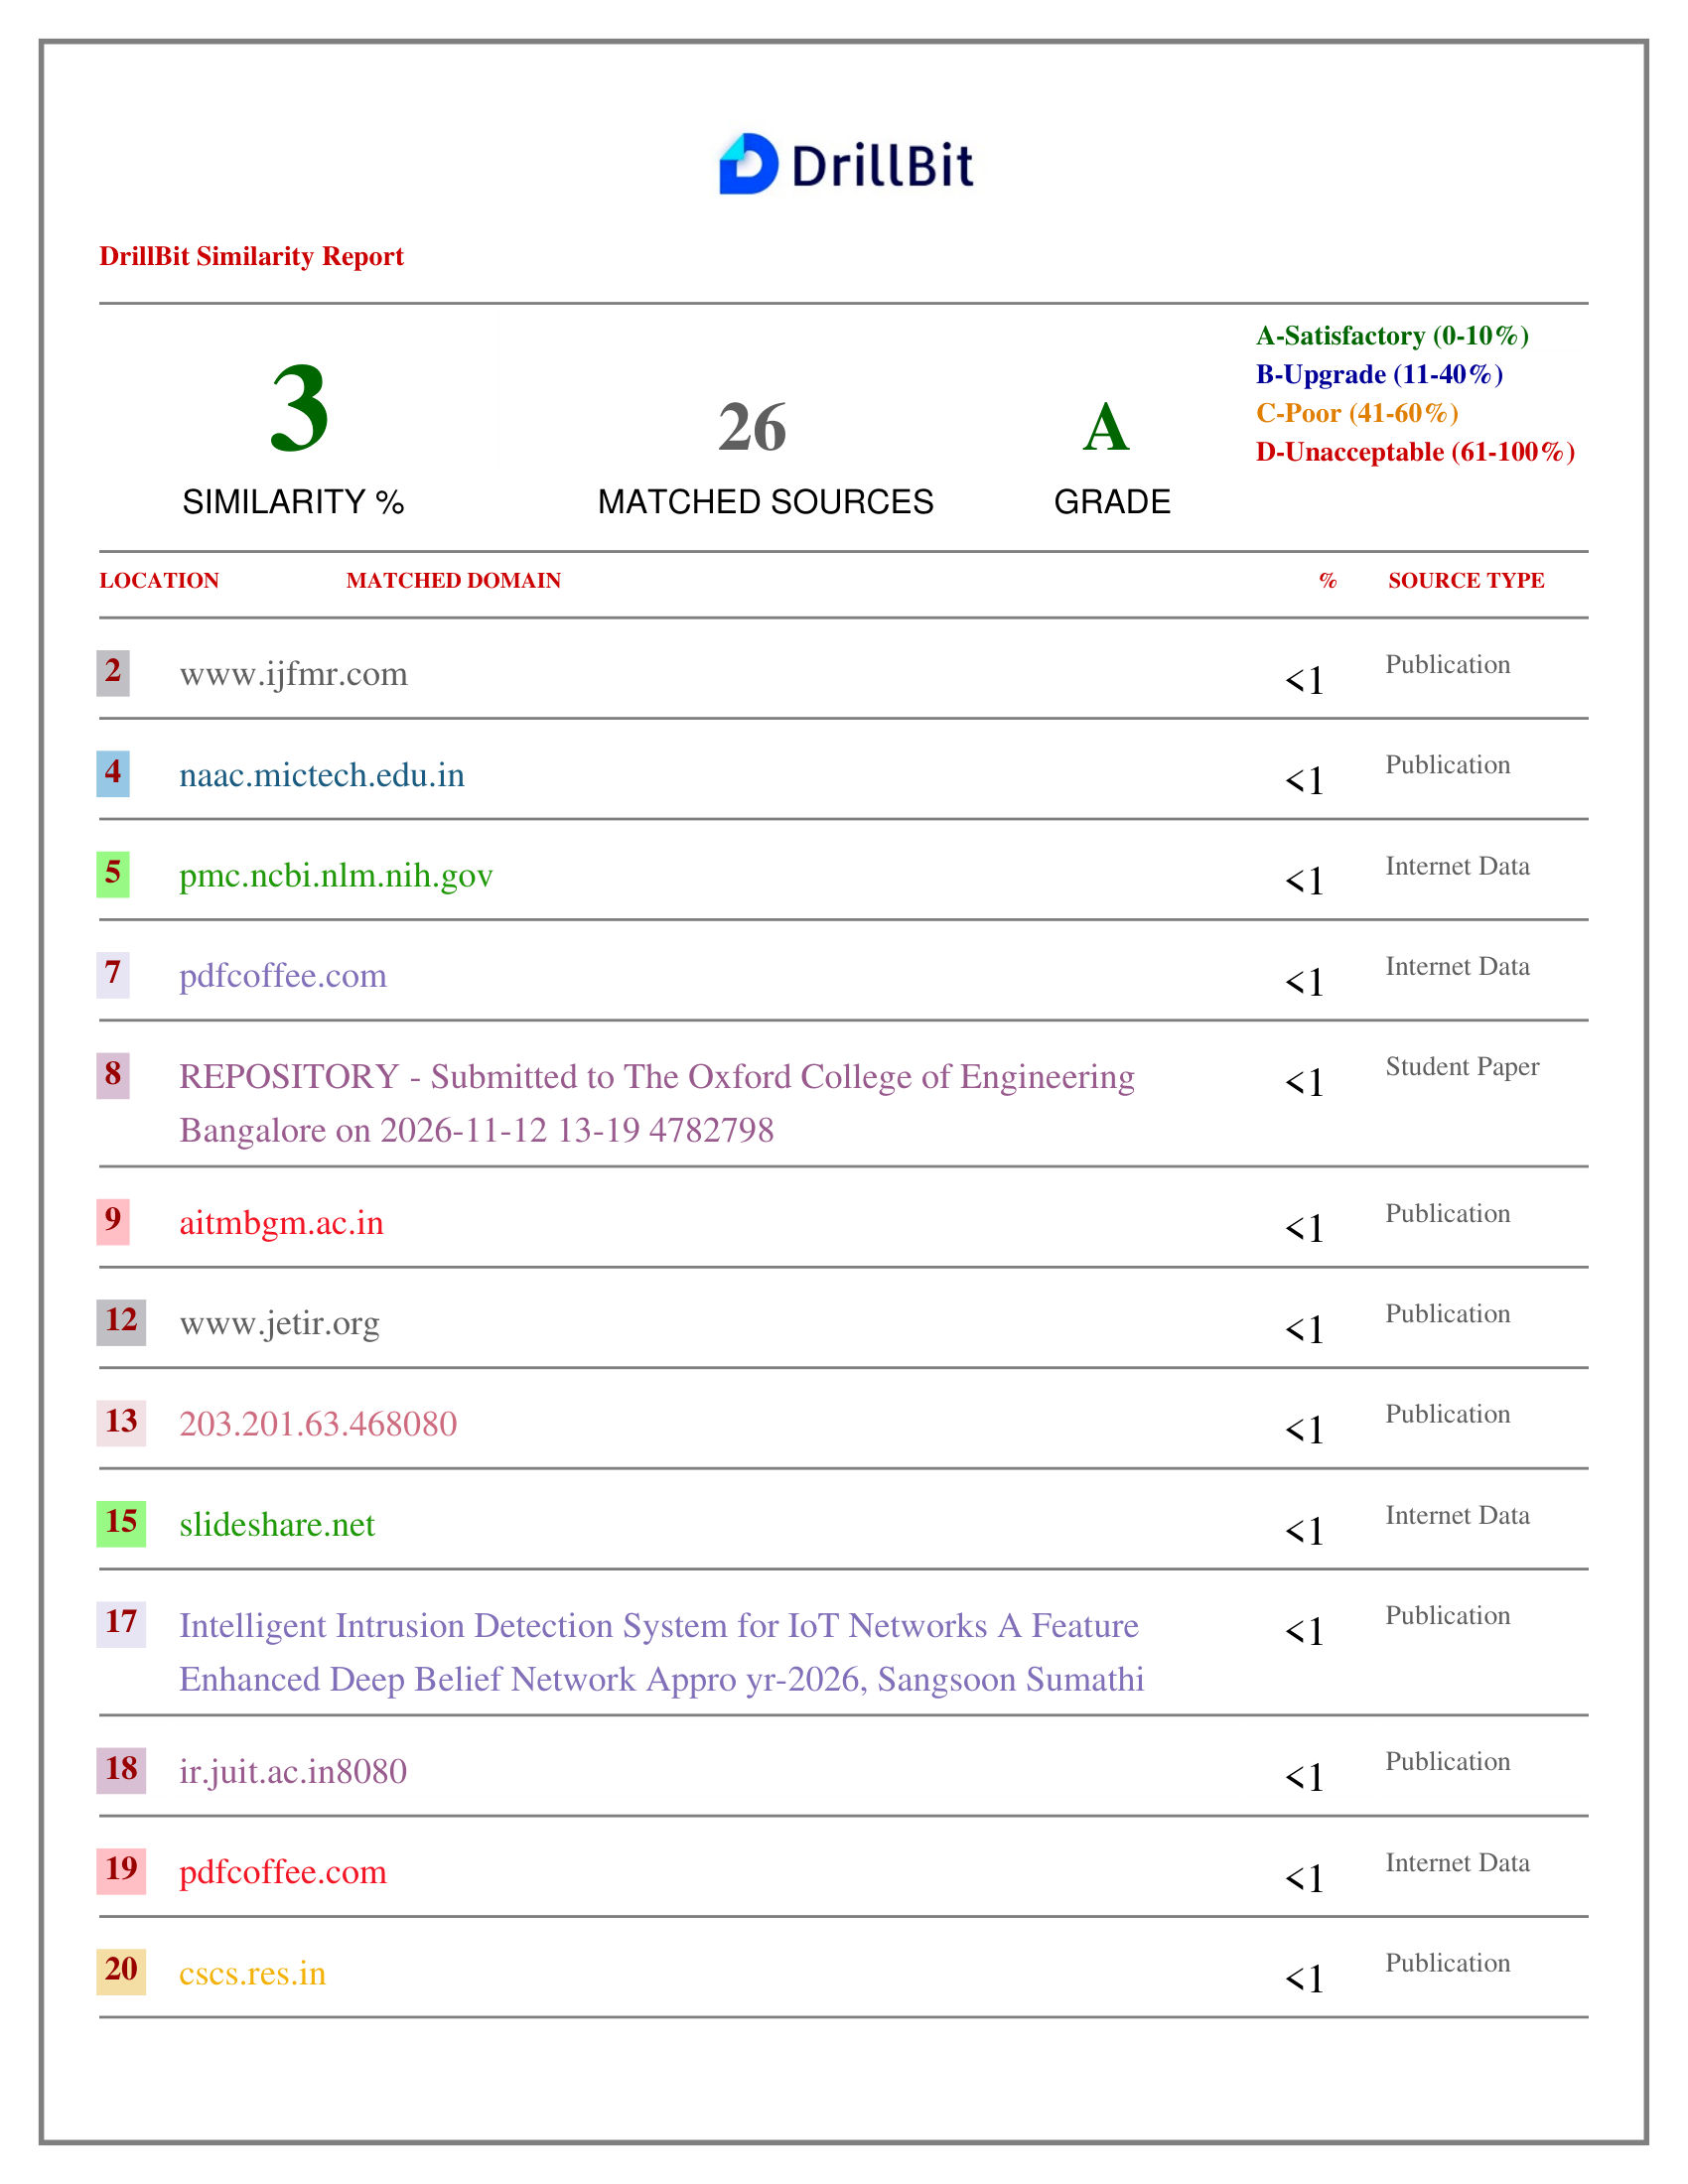 DrillBit
DrillBit Similarity Report
A-Satisfactory (0-10%)
B-Upgrade (11-40%)
C-Poor (41-60%)
D-Unacceptable (61-100%)
3 26 A
SIMILARITY % MATCHED SOURCES GRADE
LOCATION MATCHED DOMAIN % SOURCE TYPE
2 www.ijfmr.com <1 Publication
4 naac.mictech.edu.in <1 Publication
5 pmc.ncbi.nlm.nih.gov <1 Internet Data
7 pdfcoffee.com <1 Internet Data
8 REPOSITORY - Submitted to The Oxford College of Engineering <1 Student Paper
Bangalore on 2026-11-12 13-19 4782798
9 aitmbgm.ac.in <1 Publication
12 www.jetir.org <1 Publication
13 203.201.63.468080 <1 Publication
15 slideshare.net <1 Internet Data
17 Intelligent Intrusion Detection System for IoT Networks A Feature <1 Publication
Enhanced Deep Belief Network Appro yr-2026, Sangsoon Sumathi
18 ir.juit.ac.in8080 <1 Publication
19 pdfcoffee.com <1 Internet Data
20 cscs.res.in <1 Publication